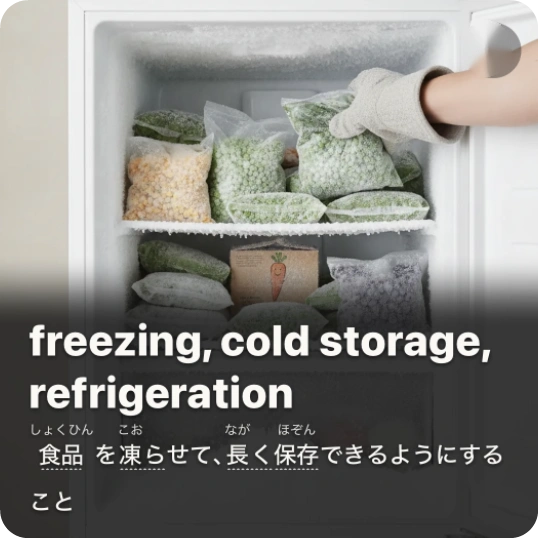 freezing, cold storage,
refrigeration
しょくひん こお なが ほぞん
食品 を凍らせて、長く保存できるようにする
こと